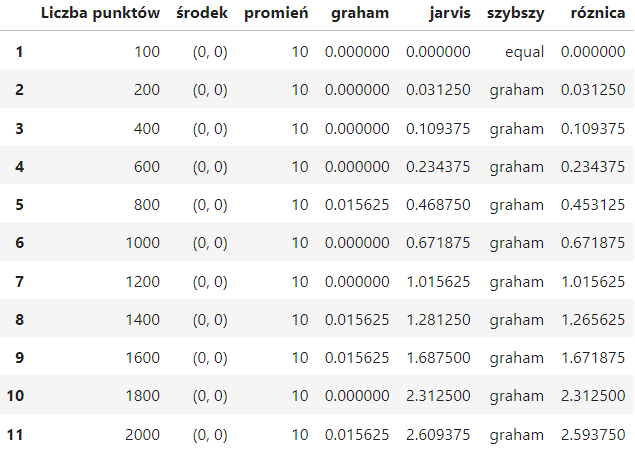 Liczba punktów środek promień graham jarvis szybszy róznica
1 100 (0, 0) 10 0.000000 0.000000 equal 0.000000
2 200 (0, 0) 10 0.000000 0.031250 graham 0.031250
3 400 (0, 0) 10 0.000000 0.109375 graham 0.109375
4 600 (0, 0) 10 0.000000 0.234375 graham 0.234375
5 800 (0, 0) 10 0.015625 0.468750 graham 0.453125
6 1000 (0, 0) 10 0.000000 0.671875 graham 0.671875
7 1200 (0, 0) 10 0.000000 1.015625 graham 1.015625
8 1400 (0, 0) 10 0.015625 1.281250 graham 1.265625
9 1600 (0, 0) 10 0.015625 1.687500 graham 1.671875
10 1800 (0, 0) 10 0.000000 2.312500 graham 2.312500
11 2000 (0, 0) 10 0.015625 2.609375 graham 2.593750